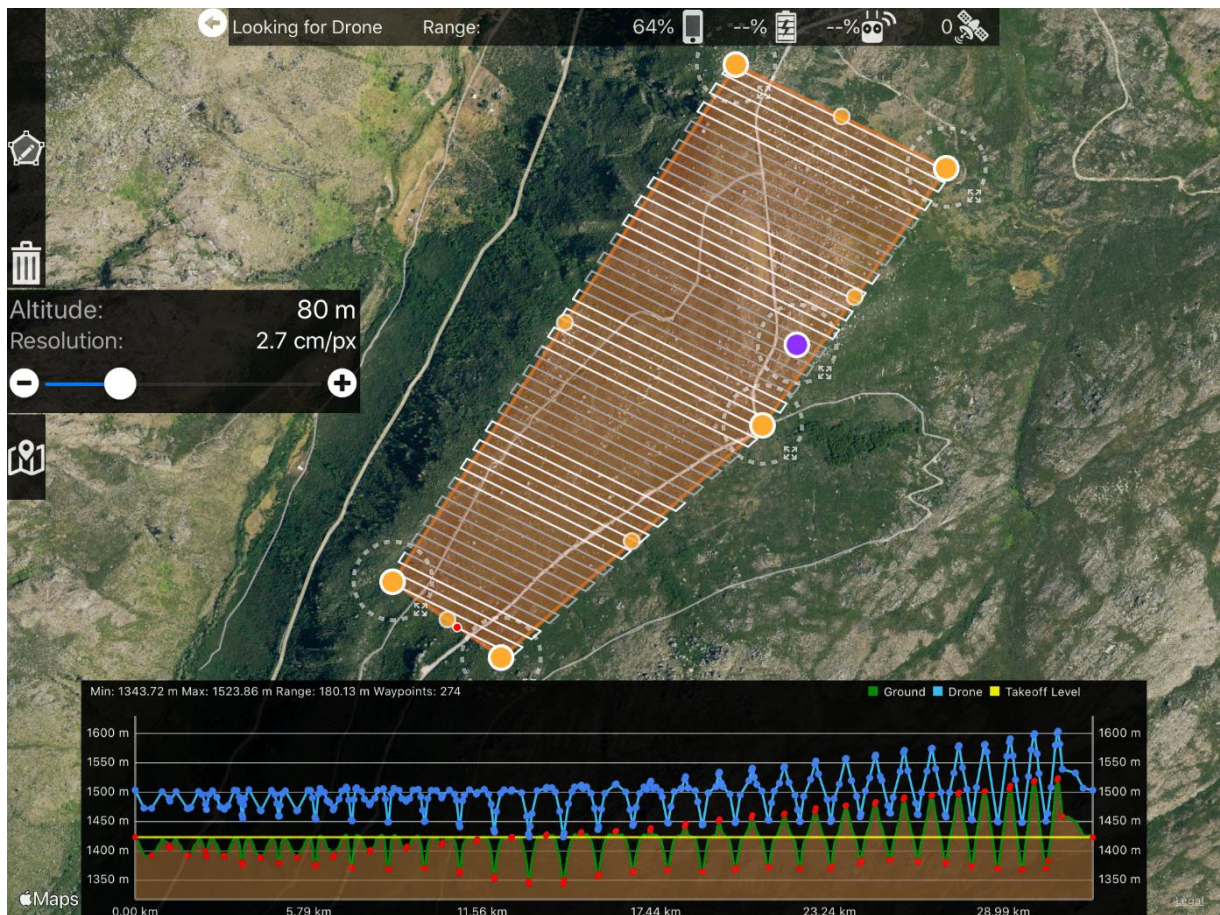 Looking for Drone Range: 64% --% --% 0
Altitude: 80 m
Resolution: 2.7 cm/px
Min: 1343.72 m Max: 1523.86 m Range: 180.13 m Waypoints: 274 Ground Drone Takeoff Level
1600 m 1600 m
1550 m 1550 m
1500 m 1500 m
1450 m 1450 m
1400 m 1400 m
1350 m 1350 m
Maps Legal
0.00 km 5.79 km 11.56 km 17.44 km 23.24 km 28.99 km